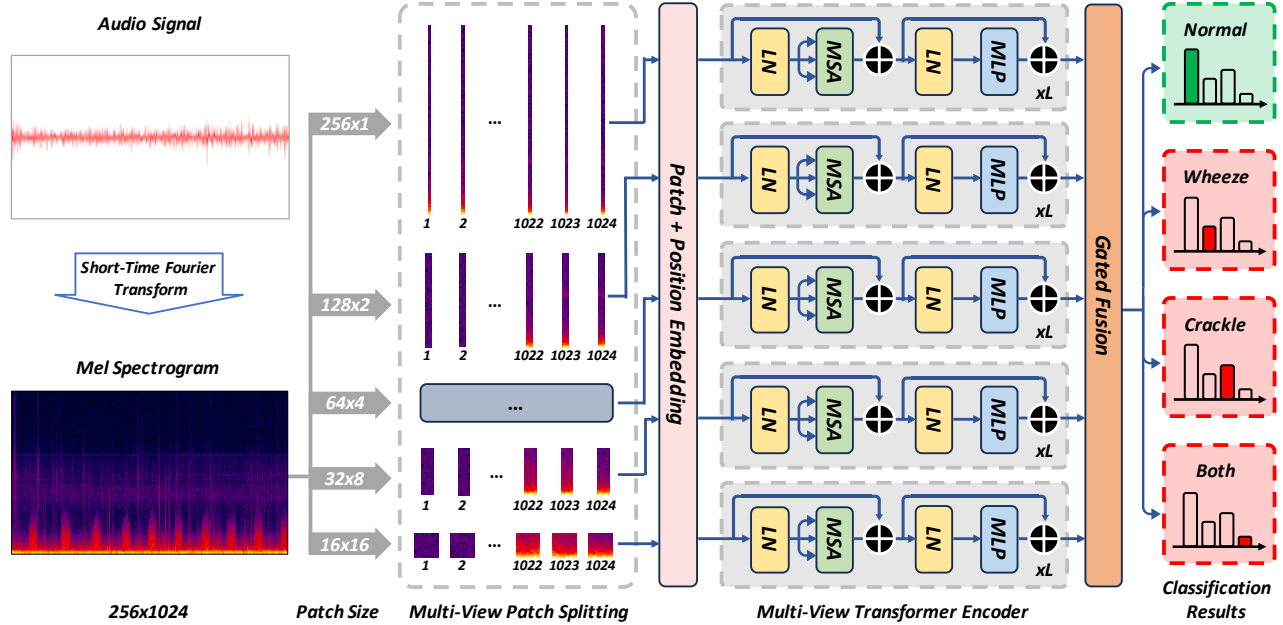 Audio Signal
Short-Time Fourier
Transform
Mel Spectrogram
256x1024
256x1
128x2
64x4
32x8
16x16
Patch Size
...
1 2 1022 1023 1024
...
1 2 1022 1023 1024
...
...
1 2 1022 1023 1024
...
1 2 1022 1023 1024
Multi-View Patch Splitting
Patch + Position Embedding
LN MSA LN MLP
xL
LN MSA LN MLP
xL
LN MSA LN MLP
xL
LN MSA LN MLP
xL
LN MSA LN MLP
xL
Multi-View Transformer Encoder
Gated Fusion
Normal
Wheeze
Crackle
Both
Classification
Results